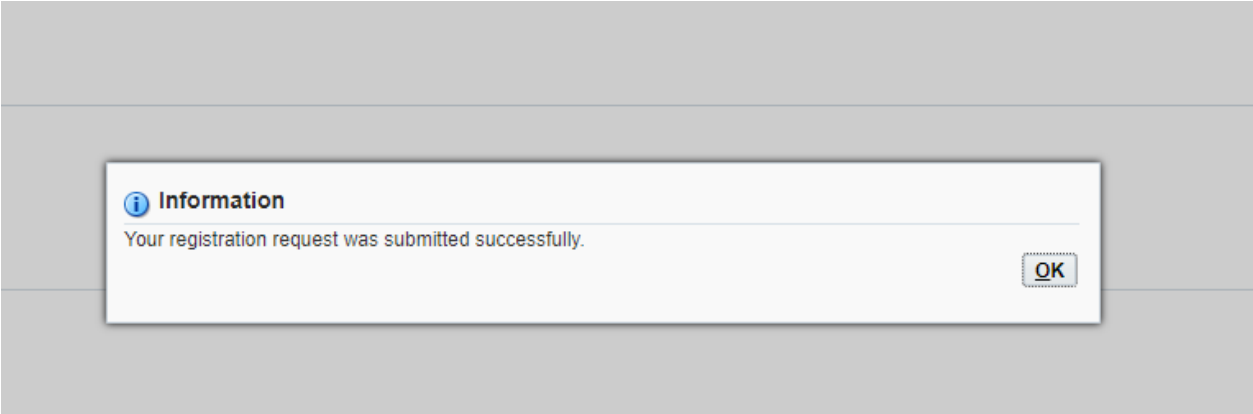 Information
Your registration request was submitted successfully.
OK